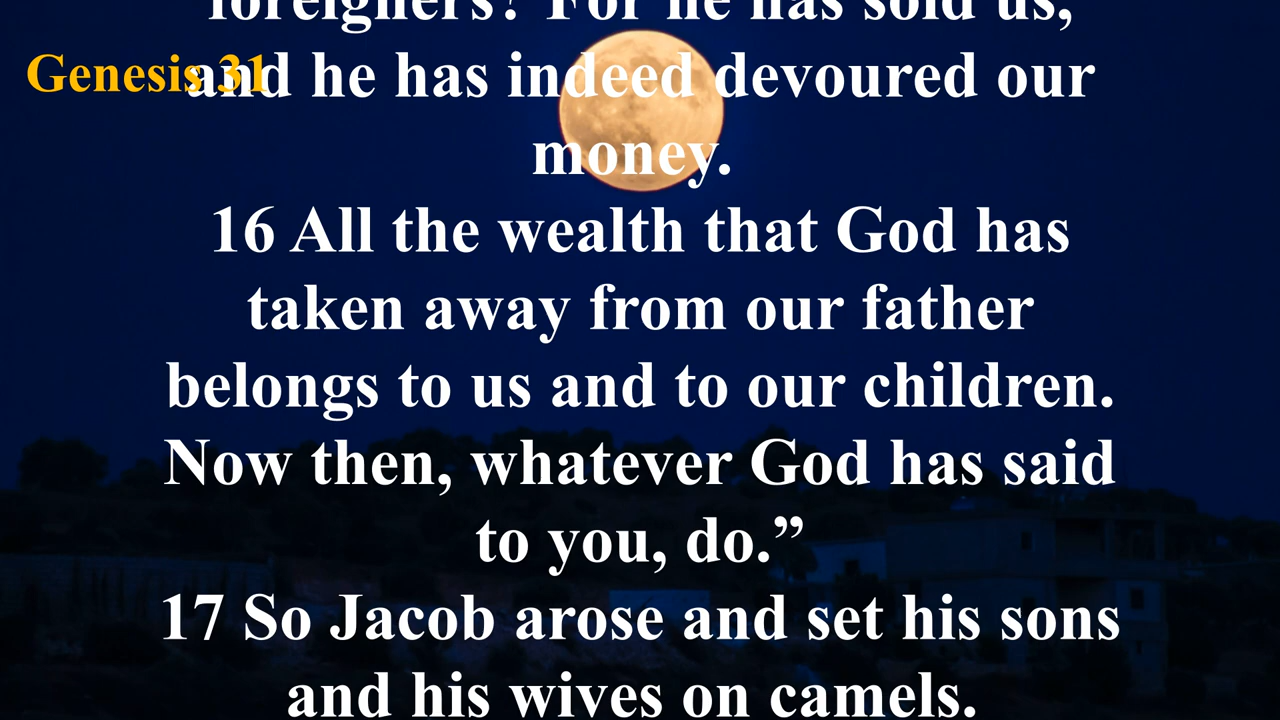 foreigners? For he has sold us,
Genesis 31
and he has indeed devoured our
money.
16 All the wealth that God has
taken away from our father
belongs to us and to our children.
Now then, whatever God has said
to you, do.”
17 So Jacob arose and set his sons
and his wives on camels.